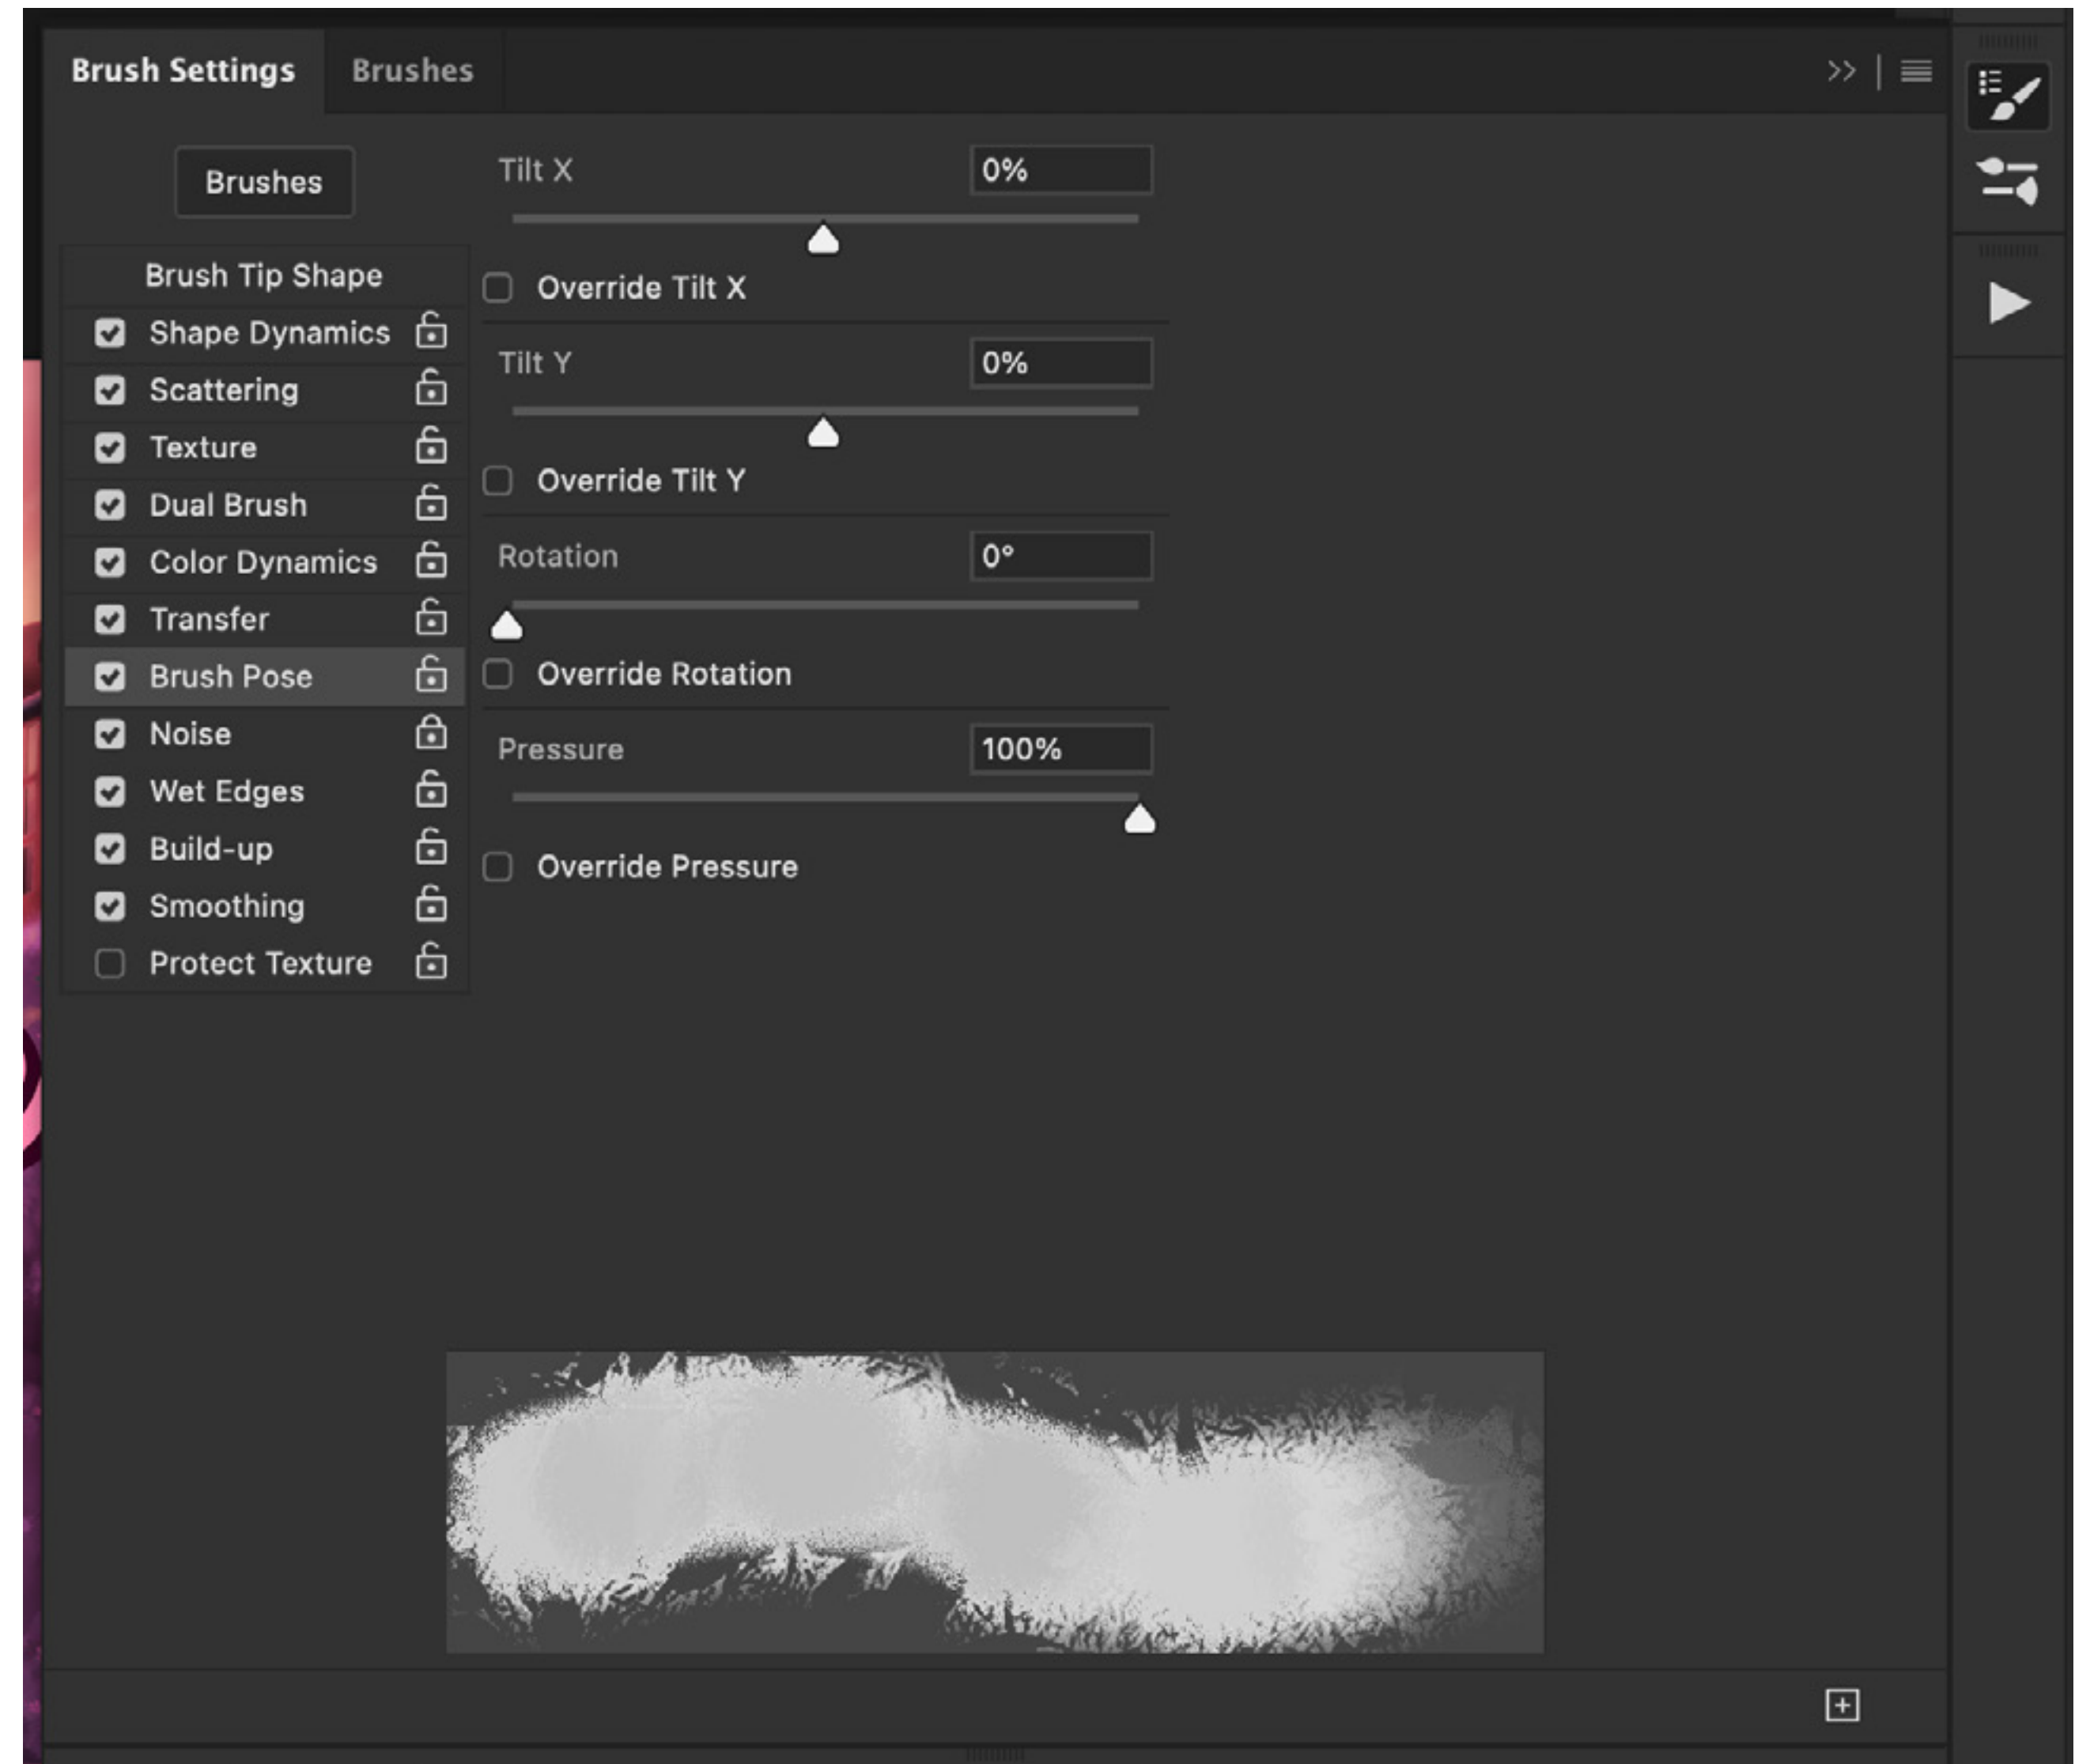 Brush Settings
Brushes
Brushes
Brush Tip Shape
Shape Dynamics
Scattering
Texture
Dual Brush
Color Dynamics
Transfer
Brush Pose
Noise
Wet Edges
Build-up
Smoothing
Protect Texture
Tilt X 0%
Override Tilt X
Tilt Y 0%
Override Tilt Y
Rotation 0°
Override Rotation
Pressure 100%
Override Pressure